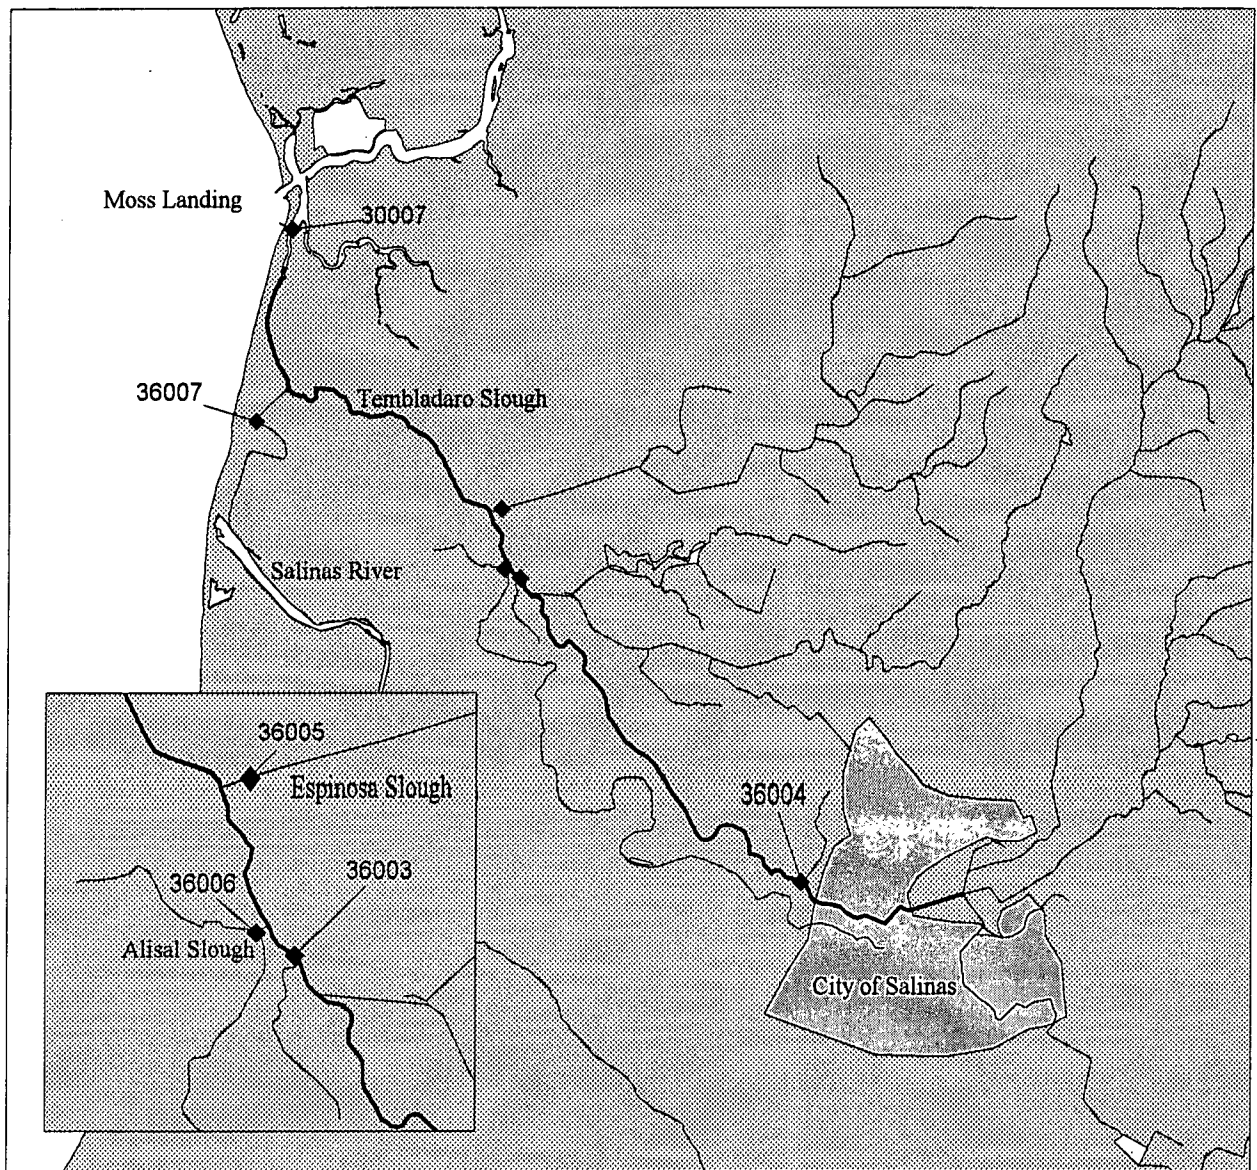 Moss Landing
30007
36007
Tembladaro Slough
Salinas River
36005
Espinosa Slough
36004
36006
36003
Alisal Slough
City of Salinas